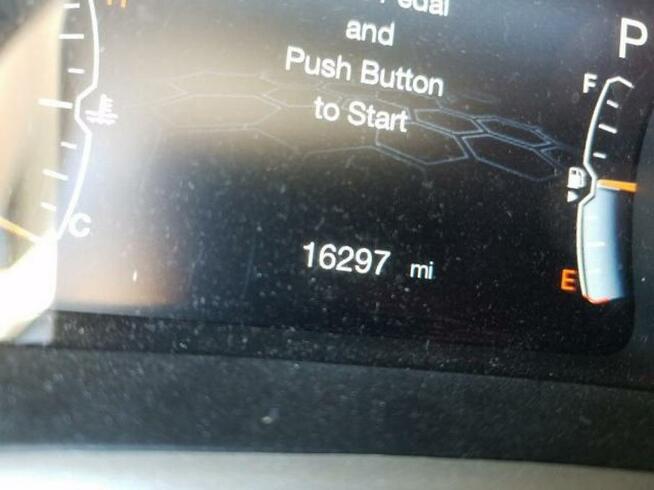 and
Push Button
to Start
P
F
16297 mi
C
E